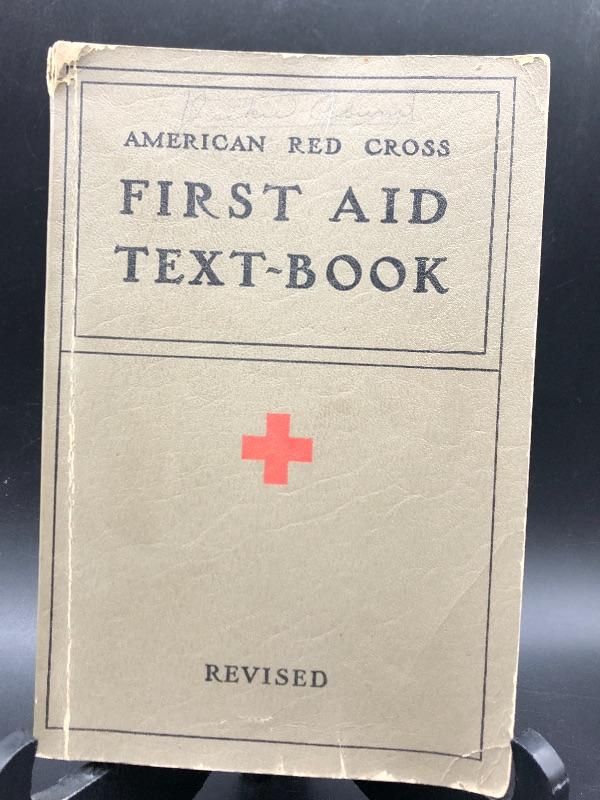 AMERICAN RED CROSS
FIRST AID
TEXT-BOOK
REVISED